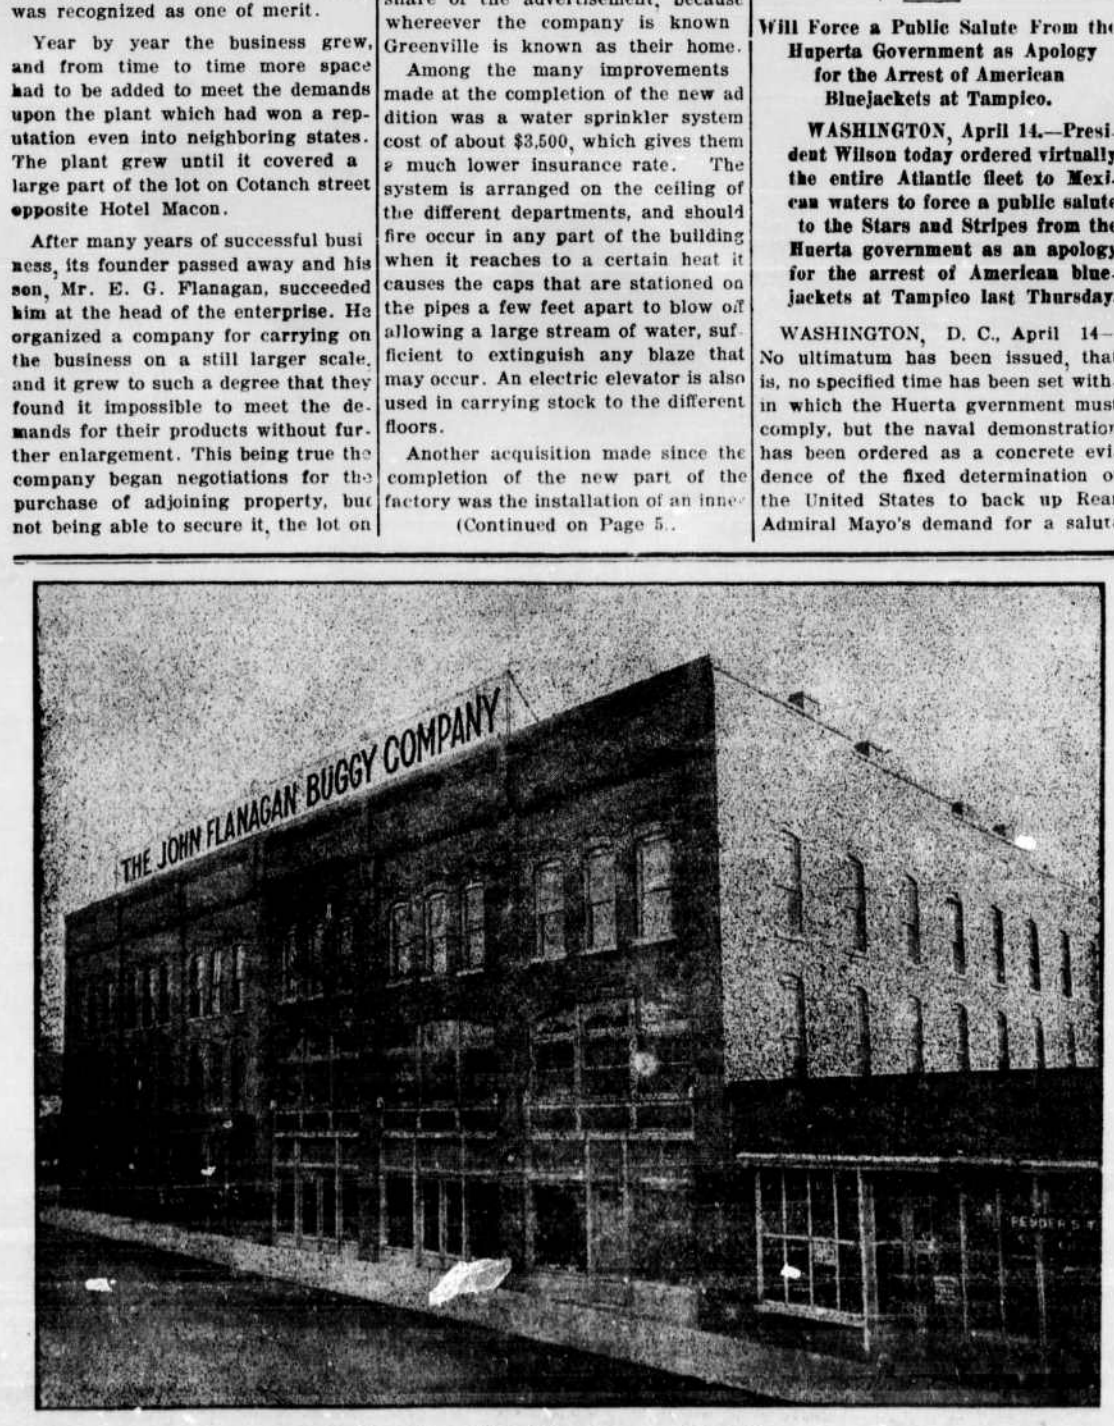 was recognized as one of merit.
Year by year the business grew,
and from time to time more space
had to be added to meet the demands
upon the plant which had won a rep-
utation even into neighboring states.
The plant grew until it covered a
large part of the lot on Cotanch street
opposite Hotel Macon.
After many years of successful busi
ness, its founder passed away and his
son, Mr. E. G. Flanagan, succeeded
him at the head of the enterprise. He
organized a company for carrying on
the business on a still larger scale,
and it grew to such a degree that they
found it impossible to meet the de-
mands for their products without fur-
ther enlargement. This being true the
company began negotiations for the
purchase of adjoining property, but
not being able to secure it, the lot on
share of the advertisement, because
whereever the company is known
Greenville is known as their home.
Among the many improvements
made at the completion of the new ad
dition was a water sprinkler system
cost of about $3,500, which gives them
a much lower insurance rate. The
system is arranged on the ceiling of
the different departments, and should
fire occur in any part of the building
when it reaches to a certain heat it
causes the caps that are stationed on
the pipes a few feet apart to blow off
allowing a large stream of water, suf-
ficient to extinguish any blaze that
may occur. An electric elevator is also
used in carrying stock to the different
floors.
Another acquisition made since the
completion of the new part of the
factory was the installation of an inne
(Continued on Page 5..
Will Force a Public Salute From the
Huperta Government as Apology
for the Arrest of American
Bluejackets at Tampico.
WASHINGTON, April 14.—Presi-
dent Wilson today ordered virtually
the entire Atlantic fleet to Mexi-
can waters to force a public salute
to the Stars and Stripes from the
Huerta government as an apology
for the arrest of American blue-
jackets at Tampico last Thursday.
WASHINGTON, D. C., April 14—
No ultimatum has been issued, that
is, no specified time has been set with-
in which the Huerta gvernment must
comply, but the naval demonstration
has been ordered as a concrete evi-
dence of the fixed determination of
the United States to back up Rear
Admiral Mayo's demand for a salute
THE JOHN FLANAGAN BUGGY COMPANY